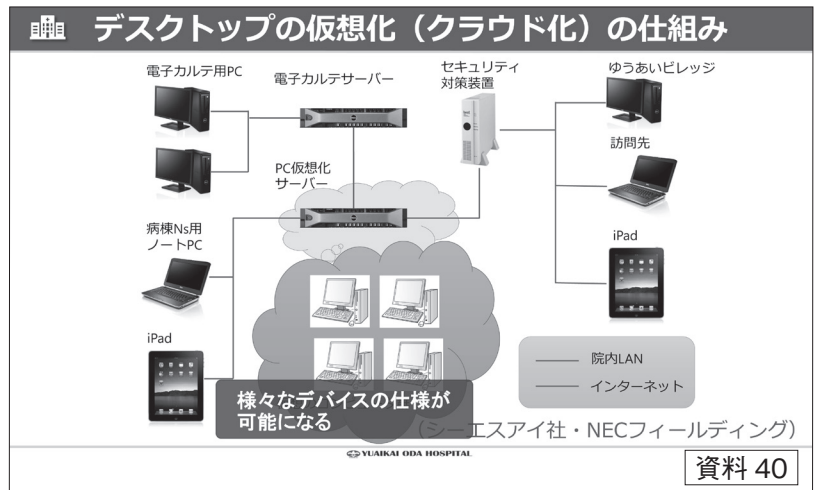 デスクトップの仮想化（クラウド化）の仕組み
電子カルテ用PC
電子カルテサーバー
セキュリティ
対策装置
ゆうあいビレッジ
訪問先
PC仮想化
サーバー
病棟Ns用
ノートPC
iPad
iPad
院内LAN
インターネット
様々なデバイスの仕様が
可能になる
（シーエスアイ社・NECフィールディング）
YUAIKAI ODA HOSPITAL
資料 40